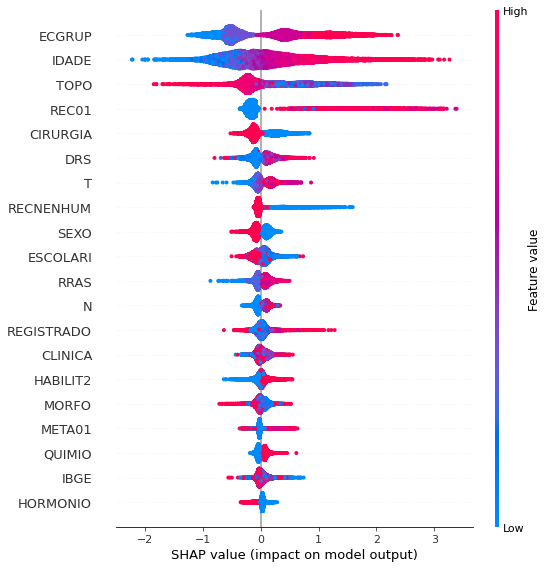 High
ECGRUP
IDADE
TOPO
REC01
CIRURGIA
DRS
T
RECNENHUM
SEXO
ESCOLARI
RRAS
N
REGISTRADO
CLINICA
HABILIT2
MORFO
META01
QUIMIO
IBGE
HORMONIO
Feature value
Low
−2 −1 0 1 2 3
SHAP value (impact on model output)